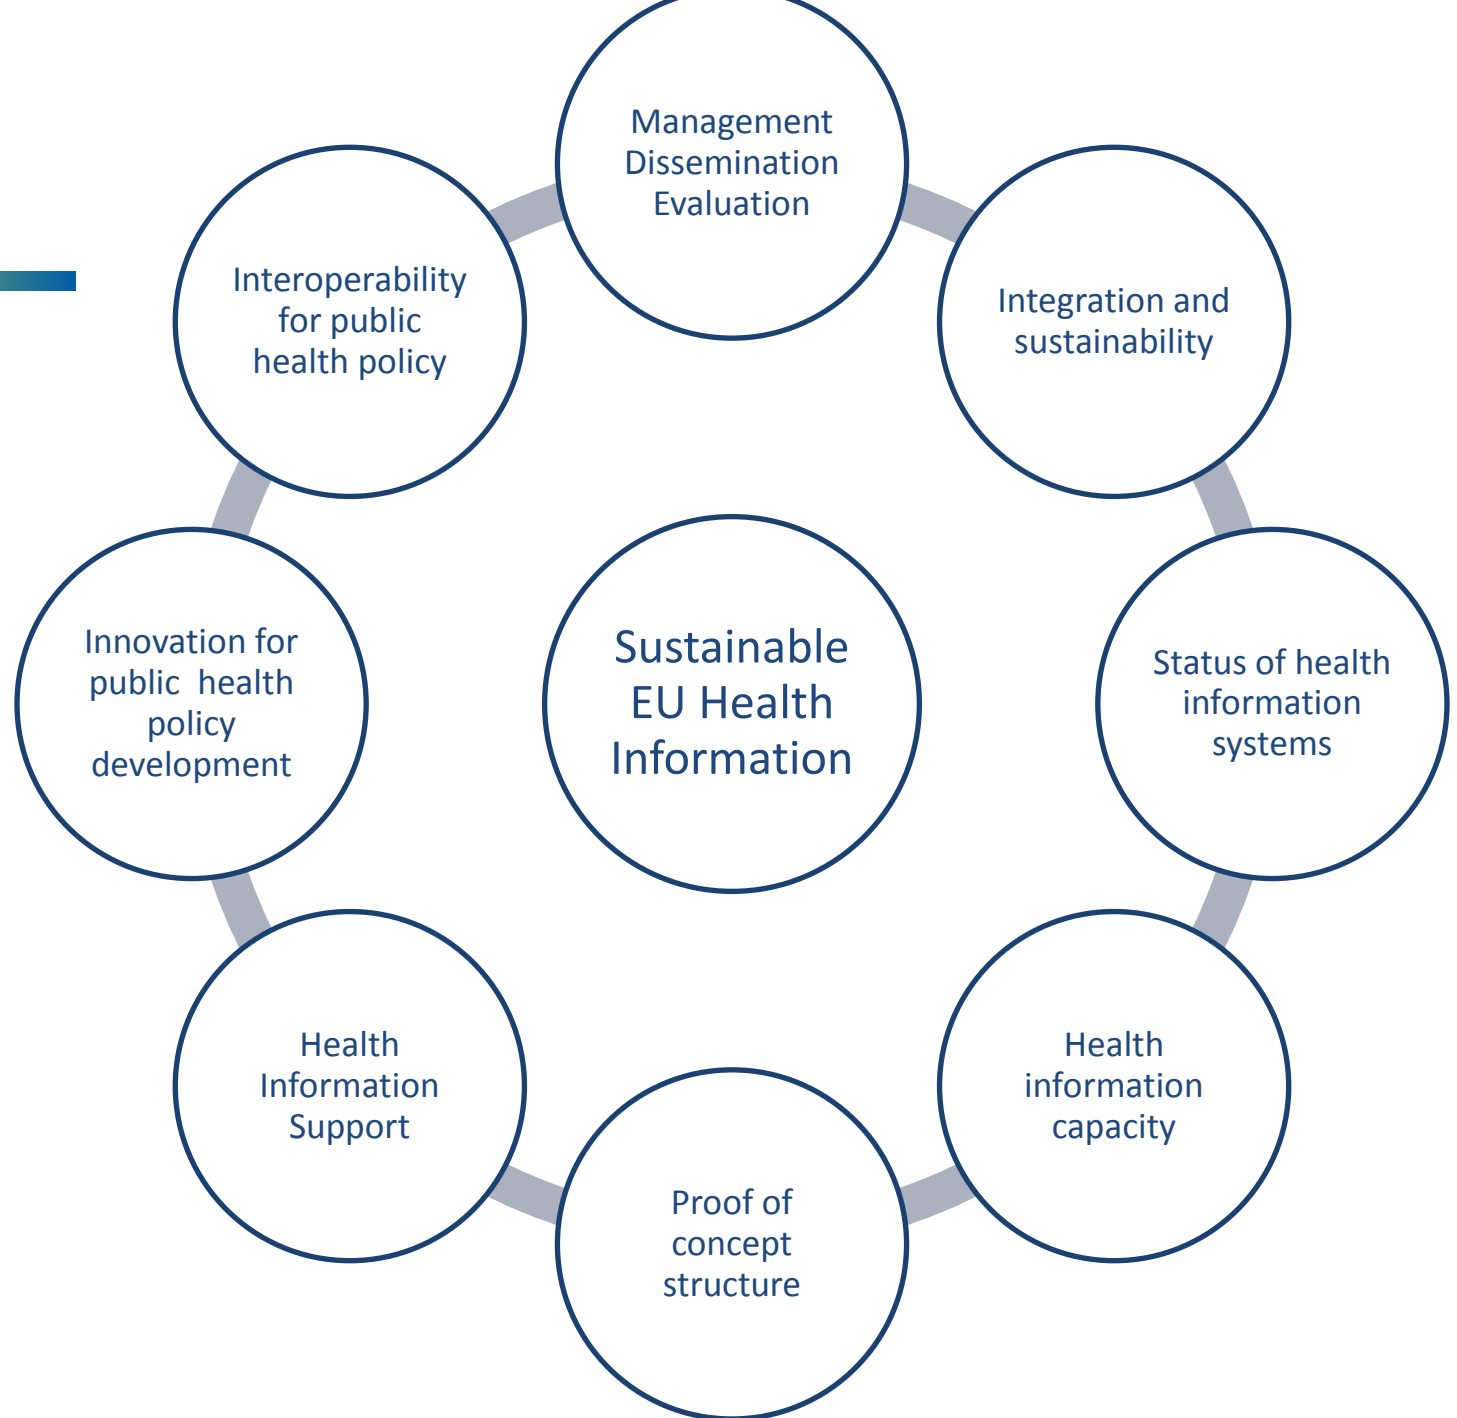 Management
Dissemination
Evaluation
Integration and
sustainability
Status of health
information
systems
Health
information
capacity
Proof of
concept
structure
Health
Information
Support
Innovation for
public  health
policy
development
Interoperability
for public
health policy
Sustainable
EU Health
Information